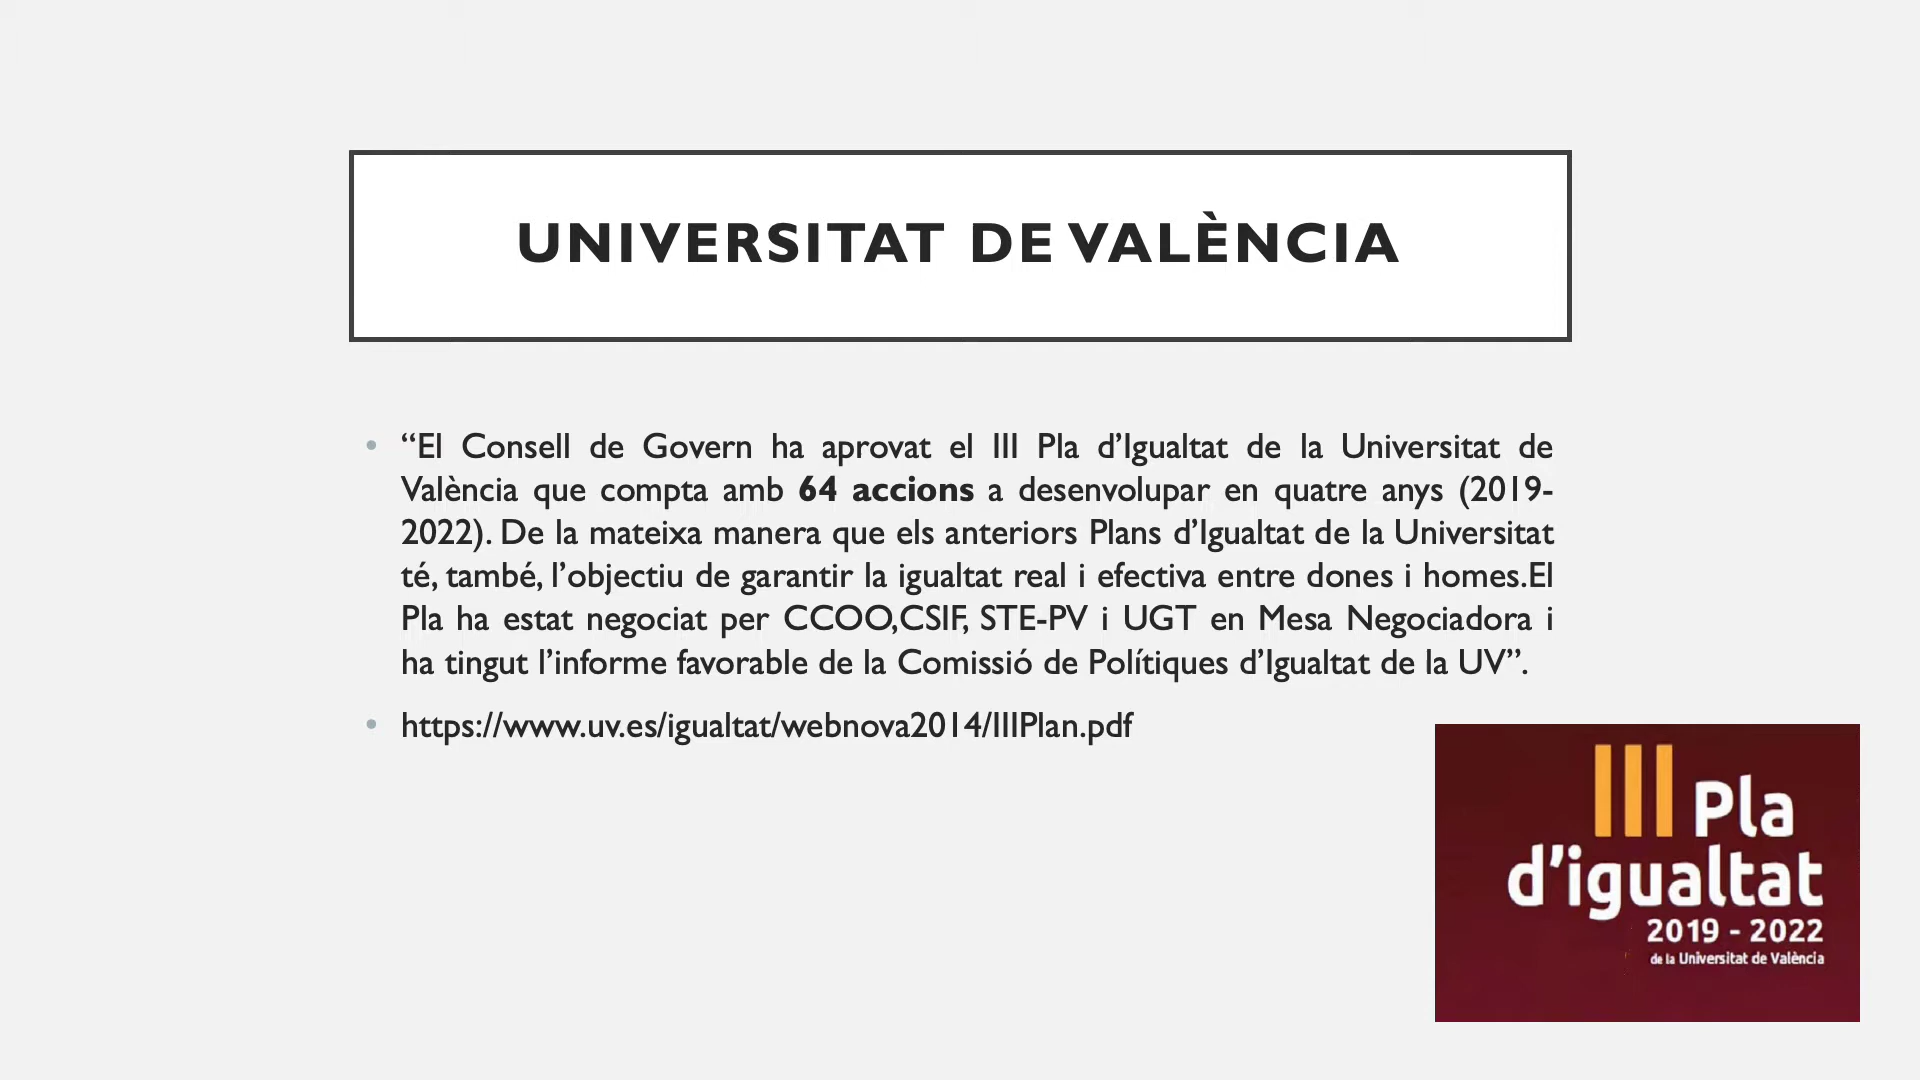 UNIVERSITAT DE VALÈNCIA
• “El Consell de Govern ha aprovat el III Pla d’Igualtat de la Universitat de
València que compta amb 64 accions a desenvolupar en quatre anys (2019-
2022). De la mateixa manera que els anteriors Plans d’Igualtat de la Universitat
té, també, l’objectiu de garantir la igualtat real i efectiva entre dones i homes.El
Pla ha estat negociat per CCOO,CSIF, STE-PV i UGT en Mesa Negociadora i
ha tingut l’informe favorable de la Comissió de Polítiques d’Igualtat de la UV”.
• https://www.uv.es/igualtat/webnova2014/IIIPlan.pdf
III Pla
d’igualtat
2019 - 2022
de la Universitat de València